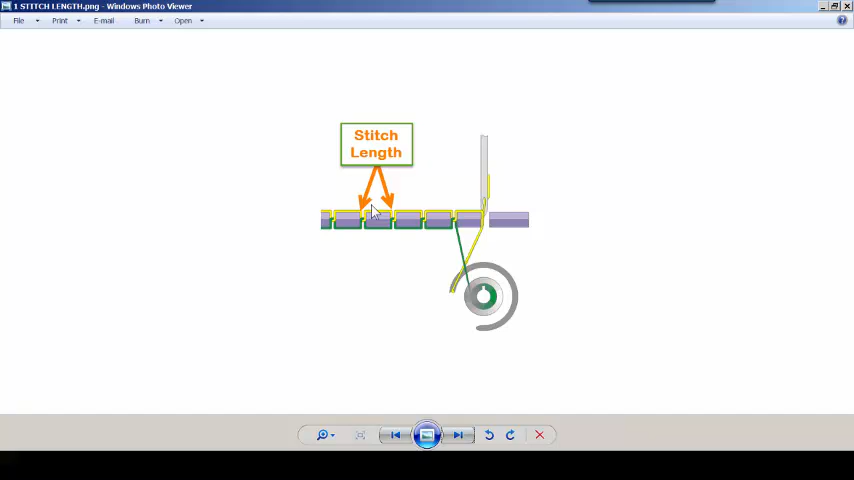 1 STITCH LENGTH.png - Windows Photo Viewer
File Print E-mail Burn Open
Stitch
Length